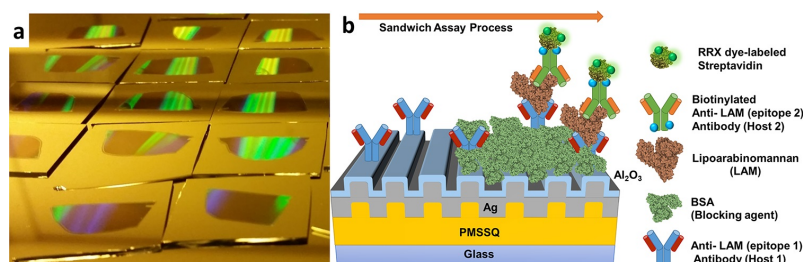 a
b
Sandwich Assay Process
Al2O3
Ag
PMSSQ
Glass
RRX dye-labeled
Streptavidin
Biotinylated
Anti- LAM (epitope 2)
Antibody (Host 2)
Lipoarabinomannan
(LAM)
BSA
(Blocking agent)
Anti-LAM (epitope 1)
Antibody (Host 1)